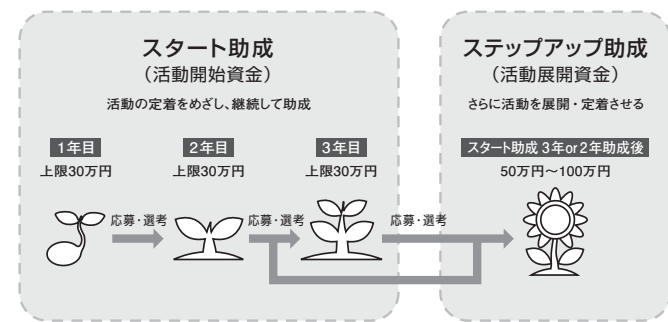 スタート助成
（活動開始資金）
活動の定着をめざし、継続して助成
1年目
2年目
3年目
上限30万円
上限30万円
上限30万円
応募・選考
応募・選考
応募・選考
ステップアップ助成
（活動展開資金）
さらに活動を展開・定着させる
スタート助成 3年or2年助成後
50万円～100万円